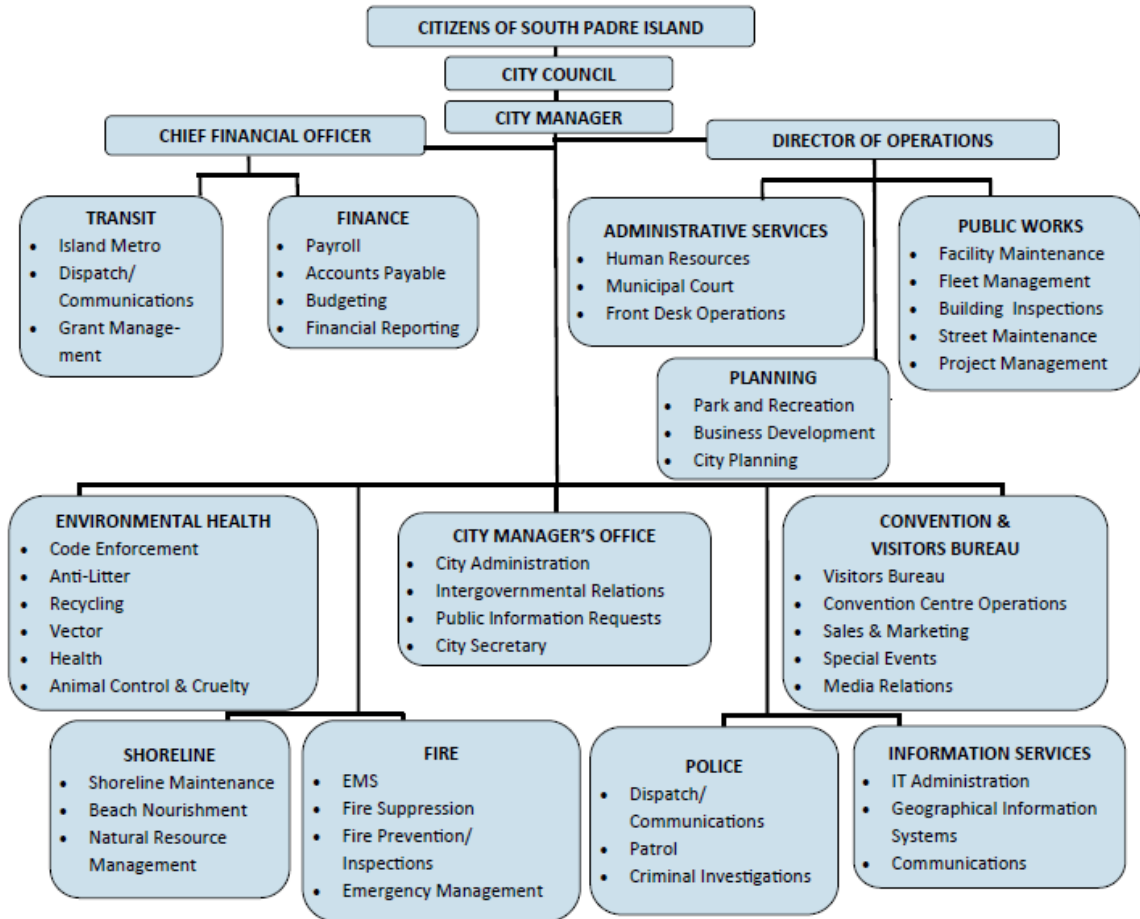 CITIZENS OF SOUTH PADRE ISLAND
CITY COUNCIL
CITY MANAGER
CHIEF FINANCIAL OFFICER
DIRECTOR OF OPERATIONS
TRANSIT
• Island Metro
• Dispatch/
Communications
• Grant Manage-
ment
FINANCE
• Payroll
• Accounts Payable
• Budgeting
• Financial Reporting
ADMINISTRATIVE SERVICES
• Human Resources
• Municipal Court
• Front Desk Operations
PUBLIC WORKS
• Facility Maintenance
• Fleet Management
• Building Inspections
• Street Maintenance
• Project Management
PLANNING
• Park and Recreation
• Business Development
• City Planning
ENVIRONMENTAL HEALTH
• Code Enforcement
• Anti-Litter
• Recycling
• Vector
• Health
• Animal Control & Cruelty
CITY MANAGER'S OFFICE
• City Administration
• Intergovernmental Relations
• Public Information Requests
• City Secretary
CONVENTION &
VISITORS BUREAU
• Visitors Bureau
• Convention Centre Operations
• Sales & Marketing
• Special Events
• Media Relations
SHORELINE
• Shoreline Maintenance
• Beach Nourishment
• Natural Resource
Management
FIRE
• EMS
• Fire Suppression
• Fire Prevention/
Inspections
• Emergency Management
POLICE
• Dispatch/
Communications
• Patrol
• Criminal Investigations
INFORMATION SERVICES
• IT Administration
• Geographical Information
Systems
• Communications